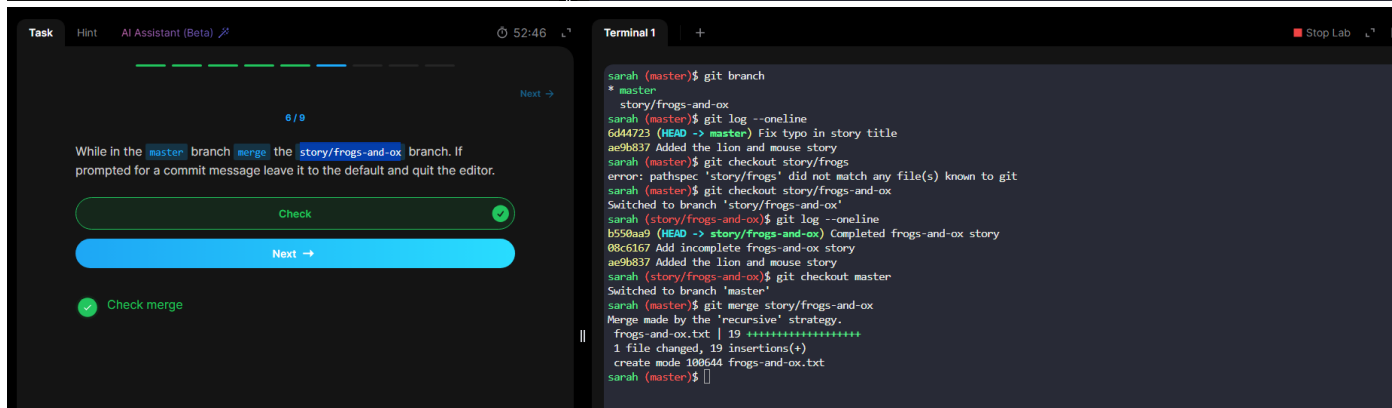 Task Hint AI Assistant (Beta) 52:46
Next →
6/9
While in the master branch merge the story/frogs-and-ox branch. If
prompted for a commit message leave it to the default and quit the editor.
Check
Next →
Check merge
Terminal 1 + Stop Lab
sarah (master)$ git branch
* master
story/frogs-and-ox
sarah (master)$ git log --oneline
6d44723 (HEAD -> master) Fix typo in story title
ae9b837 Added the lion and mouse story
sarah (master)$ git checkout story/frogs
error: pathspec 'story/frogs' did not match any file(s) known to git
sarah (master)$ git checkout story/frogs-and-ox
Switched to branch 'story/frogs-and-ox'
sarah (story/frogs-and-ox)$ git log --oneline
b550aa9 (HEAD -> story/frogs-and-ox) Completed frogs-and-ox story
08c6167 Add incomplete frogs-and-ox story
ae9b837 Added the lion and mouse story
sarah (story/frogs-and-ox)$ git checkout master
Switched to branch 'master'
sarah (master)$ git merge story/frogs-and-ox
Merge made by the 'recursive' strategy.
frogs-and-ox.txt | 19 +++++++++++++++++++
1 file changed, 19 insertions(+)
create mode 100644 frogs-and-ox.txt
sarah (master)$